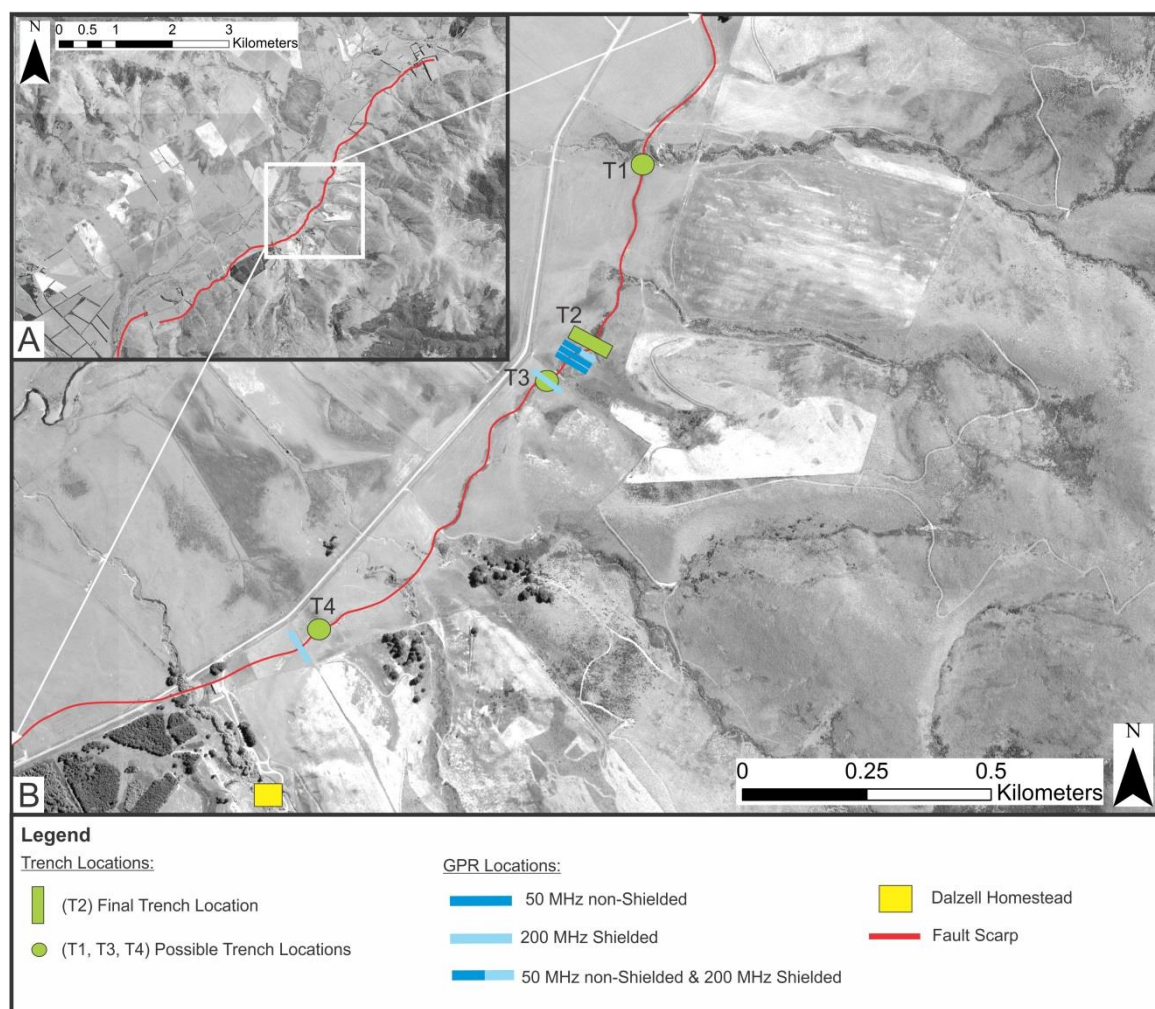 N
0 0.5 1 2 3
Kilometers
A
T1
T2
T3
T4
N
0 0.25 0.5
Kilometers
B
Legend
Trench Locations:
(T2) Final Trench Location
(T1, T3, T4) Possible Trench Locations
GPR Locations:
50 MHz non-Shielded
200 MHz Shielded
50 MHz non-Shielded & 200 MHz Shielded
Dalzell Homestead
Fault Scarp